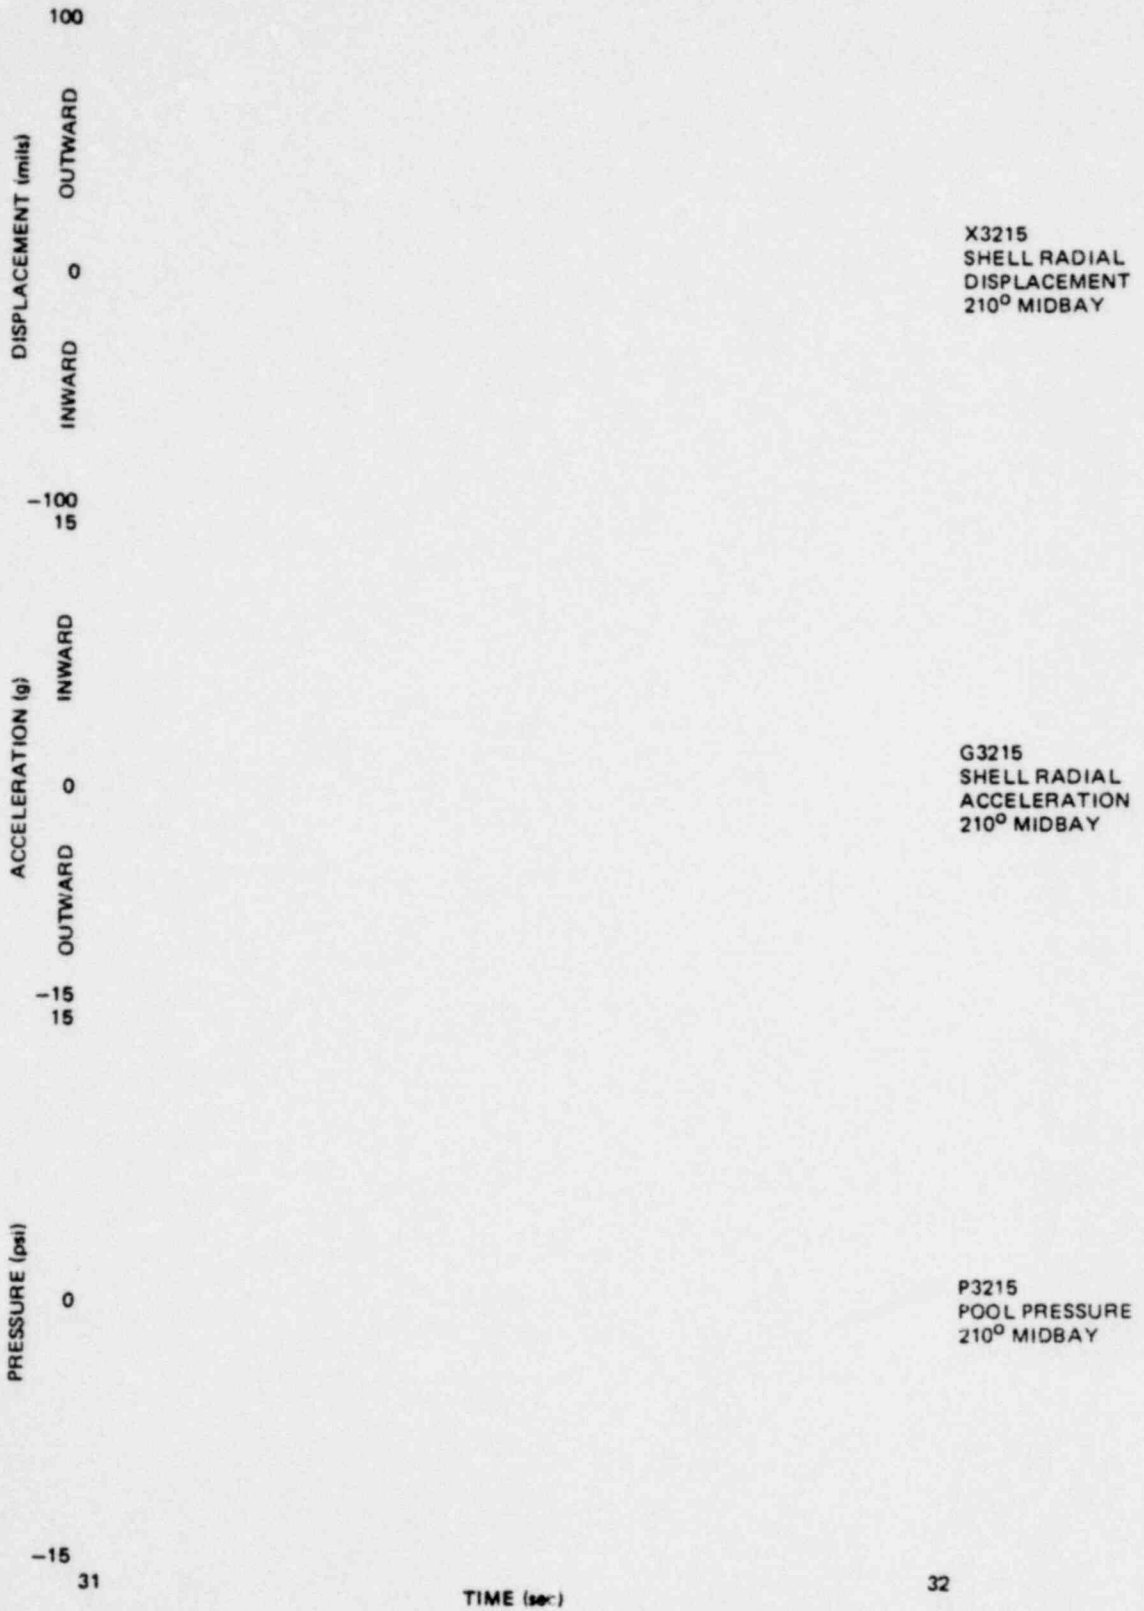 100
DISPLACEMENT (mils)
OUTWARD
0
INWARD
-100
X3215
SHELL RADIAL
DISPLACEMENT
210° MIDBAY
15
ACCELERATION (g)
INWARD
0
OUTWARD
-15
G3215
SHELL RADIAL
ACCELERATION
210° MIDBAY
15
PRESSURE (psi)
0
-15
P3215
POOL PRESSURE
210° MIDBAY
31
32
TIME (sec)